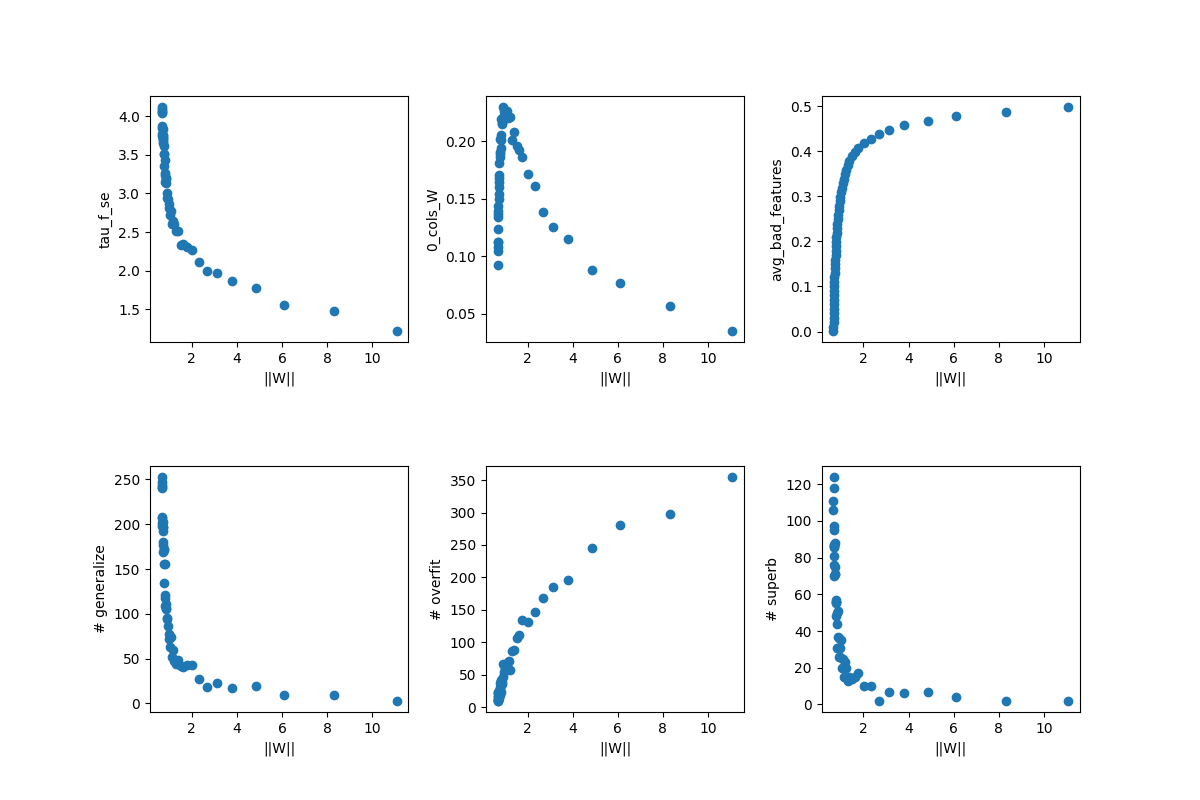 4.0
3.5
3.0
2.5
2.0
1.5
tau_f_se
2 4 6 8 10
||W||
0.20
0.15
0.10
0.05
0_cols_W
2 4 6 8 10
||W||
0.5
0.4
0.3
0.2
0.1
0.0
avg_bad_features
2 4 6 8 10
||W||
250
200
150
100
50
0
# generalize
2 4 6 8 10
||W||
350
300
250
200
150
100
50
0
# overfit
2 4 6 8 10
||W||
120
100
80
60
40
20
0
# superb
2 4 6 8 10
||W||